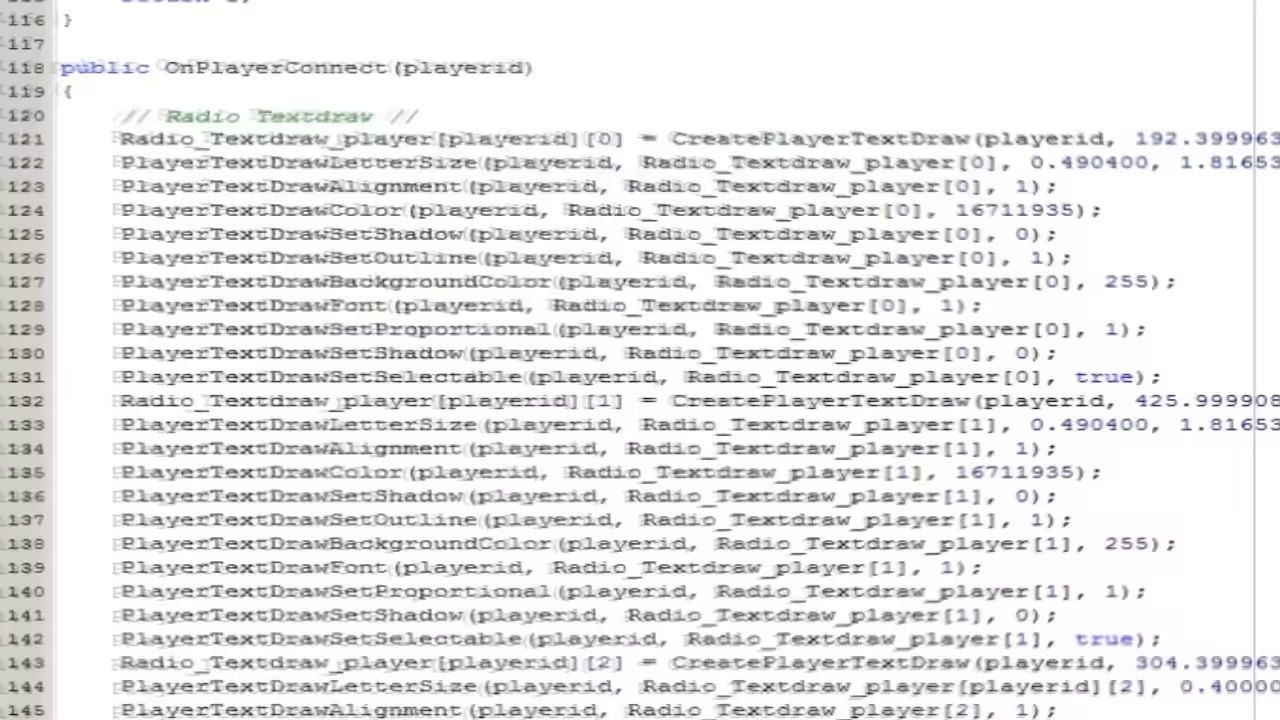 116 }
117
118 public OnPlayerConnect(playerid)
119 {
120 // Radio Textdraw //
121 Radio_Textdraw_player[playerid][0] = CreatePlayerTextDraw(playerid, 192.399963
122 PlayerTextDrawLetterSize(playerid, Radio_Textdraw_player[0], 0.490400, 1.81653
123 PlayerTextDrawAlignment(playerid, Radio_Textdraw_player[0], 1);
124 PlayerTextDrawColor(playerid, Radio_Textdraw_player[0], 16711935);
125 PlayerTextDrawSetShadow(playerid, Radio_Textdraw_player[0], 0);
126 PlayerTextDrawSetOutline(playerid, Radio_Textdraw_player[0], 1);
127 PlayerTextDrawBackgroundColor(playerid, Radio_Textdraw_player[0], 255);
128 PlayerTextDrawFont(playerid, Radio_Textdraw_player[0], 1);
129 PlayerTextDrawSetProportional(playerid, Radio_Textdraw_player[0], 1);
130 PlayerTextDrawSetShadow(playerid, Radio_Textdraw_player[0], 0);
131 PlayerTextDrawSetSelectable(playerid, Radio_Textdraw_player[0], true);
132 Radio_Textdraw_player[playerid][1] = CreatePlayerTextDraw(playerid, 425.999908
133 PlayerTextDrawLetterSize(playerid, Radio_Textdraw_player[1], 0.490400, 1.81653
134 PlayerTextDrawAlignment(playerid, Radio_Textdraw_player[1], 1);
135 PlayerTextDrawColor(playerid, Radio_Textdraw_player[1], 16711935);
136 PlayerTextDrawSetShadow(playerid, Radio_Textdraw_player[1], 0);
137 PlayerTextDrawSetOutline(playerid, Radio_Textdraw_player[1], 1);
138 PlayerTextDrawBackgroundColor(playerid, Radio_Textdraw_player[1], 255);
139 PlayerTextDrawFont(playerid, Radio_Textdraw_player[1], 1);
140 PlayerTextDrawSetProportional(playerid, Radio_Textdraw_player[1], 1);
141 PlayerTextDrawSetShadow(playerid, Radio_Textdraw_player[1], 0);
142 PlayerTextDrawSetSelectable(playerid, Radio_Textdraw_player[1], true);
143 Radio_Textdraw_player[playerid][2] = CreatePlayerTextDraw(playerid, 304.399963
144 PlayerTextDrawLetterSize(playerid, Radio_Textdraw_player[playerid][2], 0.40000
145 PlayerTextDrawAlignment(playerid, Radio_Textdraw_player[2], 1);